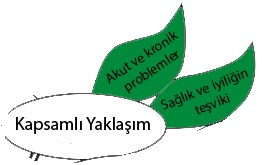 Akut ve kronik
problemler
Sağlık ve iyiliğin
teşviki
Kapsamlı Yaklaşım